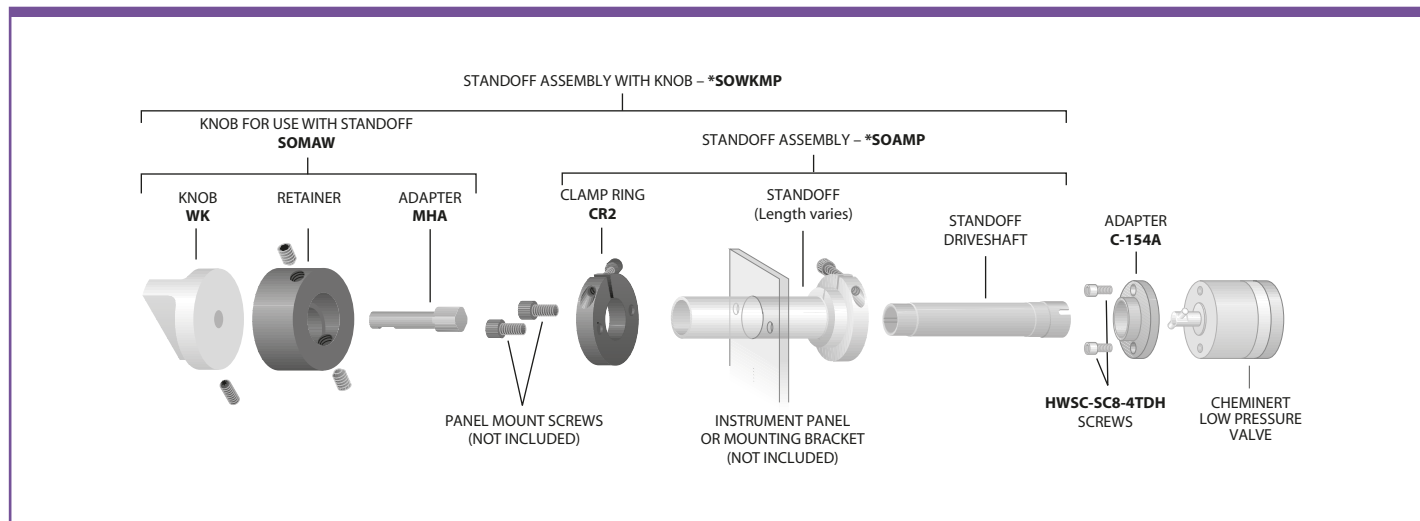 STANDOFF ASSEMBLY WITH KNOB – *SOWKMP
KNOB FOR USE WITH STANDOFF
SOMAW
STANDOFF ASSEMBLY – *SOAMP
KNOB
WK
RETAINER
ADAPTER
MHA
CLAMP RING
CR2
STANDOFF
(Length varies)
STANDOFF
DRIVESHAFT
ADAPTER
C-154A
PANEL MOUNT SCREWS
(NOT INCLUDED)
INSTRUMENT PANEL
OR MOUNTING BRACKET
(NOT INCLUDED)
HWSC-SC8-4TDH
SCREWS
CHEMINERT
LOW PRESSURE
VALVE